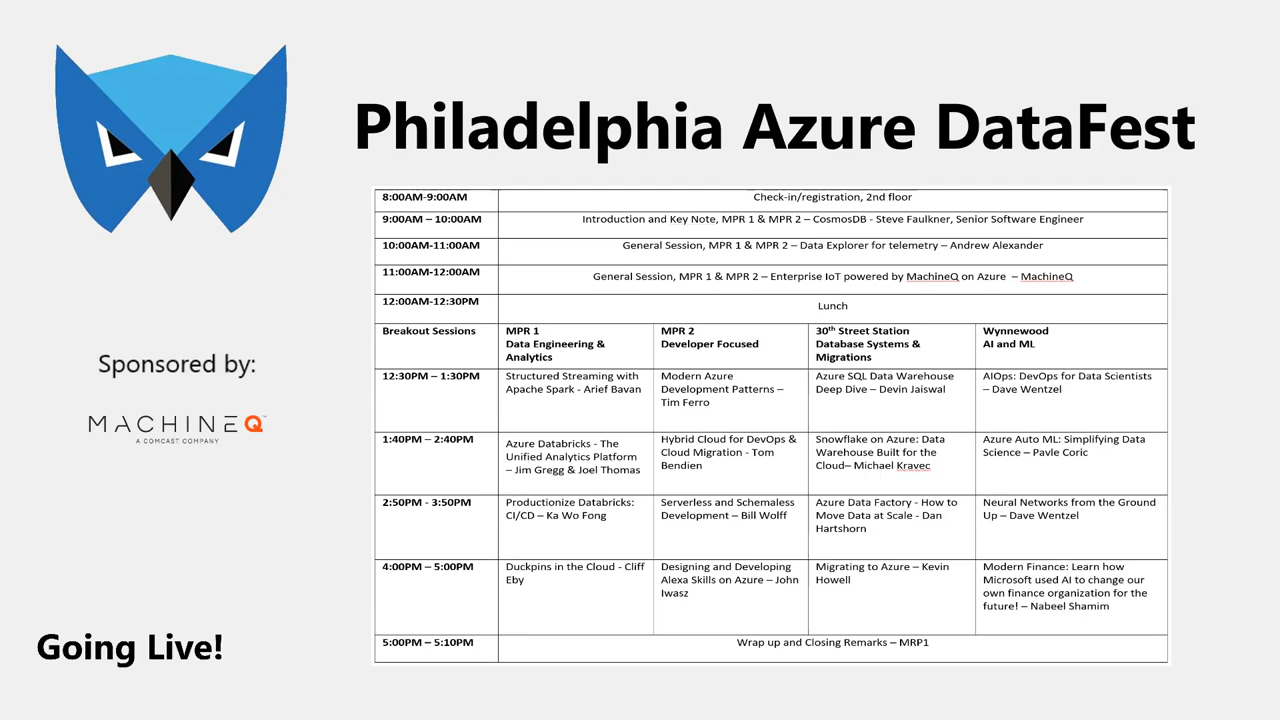 Philadelphia Azure DataFest
8:00AM-9:00AM
Check-in/registration, 2nd floor
9:00AM – 10:00AM
Introduction and Key Note, MPR 1 & MPR 2 – CosmosDB - Steve Faulkner, Senior Software Engineer
10:00AM-11:00AM
General Session, MPR 1 & MPR 2 – Data Explorer for telemetry – Andrew Alexander
11:00AM-12:00AM
General Session, MPR 1 & MPR 2 – Enterprise IoT powered by MachineQ on Azure – MachineQ
12:00AM-12:30PM
Lunch
Breakout Sessions
MPR 1
Data Engineering &
Analytics
MPR 2
Developer Focused
30th Street Station
Database Systems &
Migrations
Wynnewood
AI and ML
12:30PM – 1:30PM
Structured Streaming with
Apache Spark - Arief Bavan
Modern Azure
Development Patterns –
Tim Ferro
Azure SQL Data Warehouse
Deep Dive – Devin Jaiswal
AIOps: DevOps for Data Scientists
– Dave Wentzel
1:40PM – 2:40PM
Azure Databricks - The
Unified Analytics Platform
– Jim Gregg & Joel Thomas
Hybrid Cloud for DevOps &
Cloud Migration - Tom
Bendien
Snowflake on Azure: Data
Warehouse Built for the
Cloud– Michael Kravec
Azure Auto ML: Simplifying Data
Science – Pavle Coric
2:50PM - 3:50PM
Productionize Databricks:
CI/CD – Ka Wo Fong
Serverless and Schemaless
Development – Bill Wolff
Azure Data Factory - How to
Move Data at Scale - Dan
Hartshorn
Neural Networks from the Ground
Up – Dave Wentzel
4:00PM – 5:00PM
Duckpins in the Cloud - Cliff
Eby
Designing and Developing
Alexa Skills on Azure – John
Iwasz
Migrating to Azure – Kevin
Howell
Modern Finance: Learn how
Microsoft used AI to change our
own finance organization for the
future! – Nabeel Shamim
5:00PM – 5:10PM
Wrap up and Closing Remarks – MRP1
Sponsored by:
MACHINEQ™
A COMCAST COMPANY
Going Live!